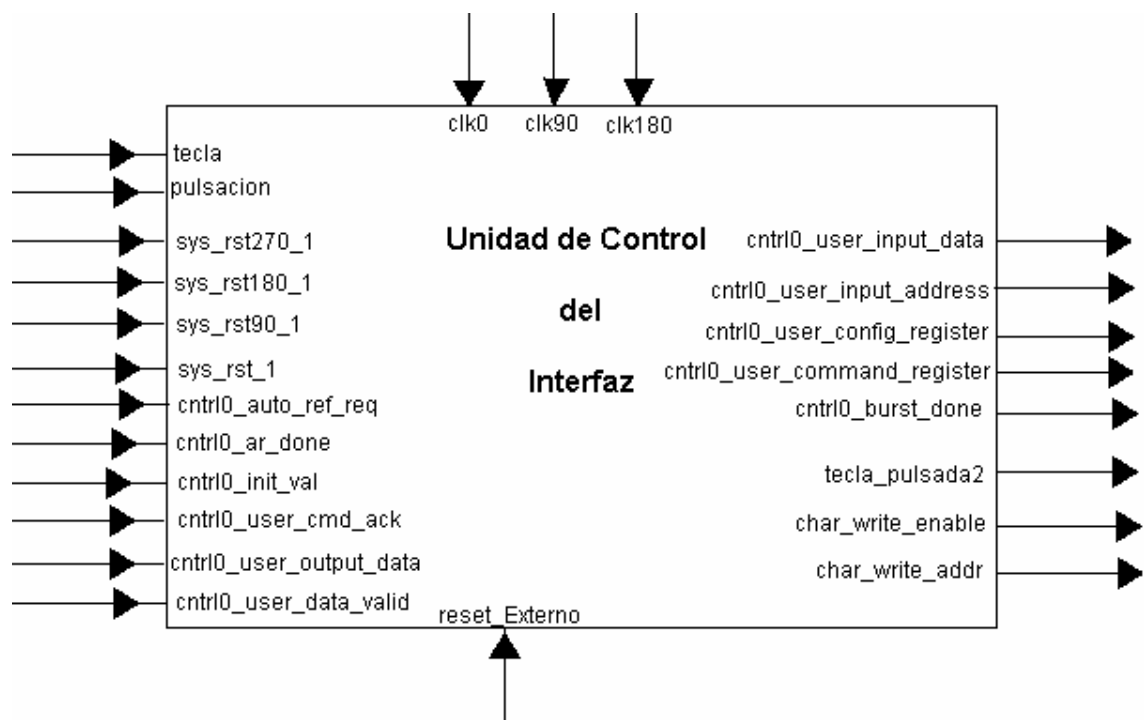 clk0 clk90 clk180
tecla
pulsacion
sys_rst270_1
sys_rst180_1
sys_rst90_1
sys_rst_1
cntrl0_auto_ref_req
cntrl0_ar_done
cntrl0_init_val
cntrl0_user_cmd_ack
cntrl0_user_output_data
cntrl0_user_data_valid
Unidad de Control
del
Interfaz
cntrl0_user_input_data
cntrl0_user_input_address
cntrl0_user_config_register
cntrl0_user_command_register
cntrl0_burst_done
tecla_pulsada2
char_write_enable
char_write_addr
reset_Externo